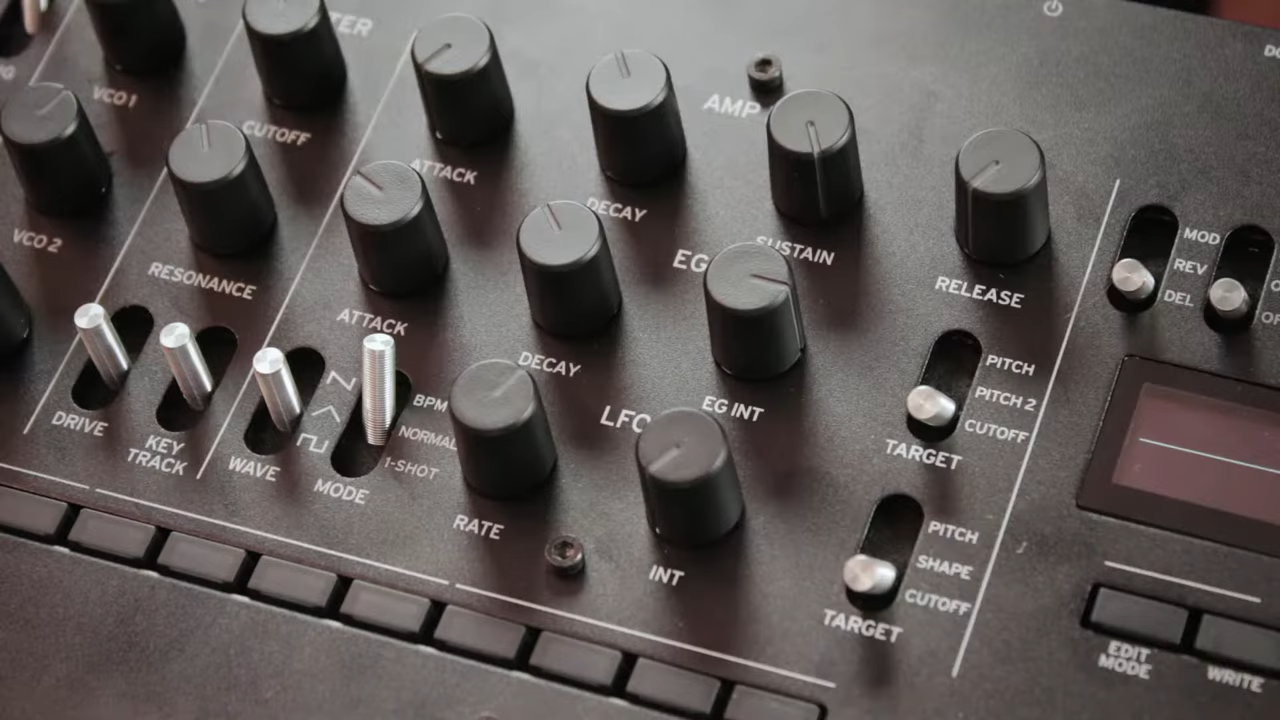 TER
VCO 1
CUTOFF
ATTACK
AMP
DECAY
SUSTAIN
RELEASE
VCO 2
RESONANCE
ATTACK
DECAY
EG
EG INT
MOD
REV
DEL
PITCH
PITCH 2
CUTOFF
TARGET
DRIVE
KEY
TRACK
WAVE
MODE
BPM
NORMAL
1-SHOT
RATE
LFO
INT
PITCH
SHAPE
CUTOFF
TARGET
EDIT
MODE
WRITE